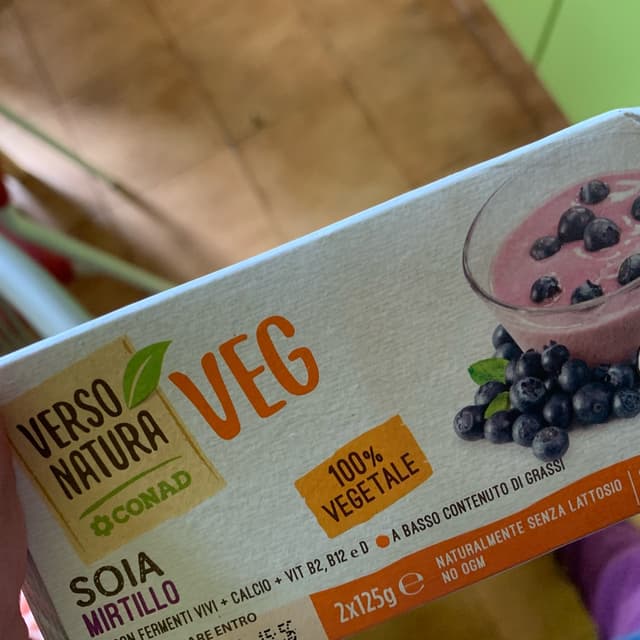 VERSO
NATURA
CONAD
VEG
100%
VEGETALE
SOIA
MIRTILLO
CON FERMENTI VIVI + CALCIO + VIT B2, B12 e D • A BASSO CONTENUTO DI GRASSI
2x125g ℮
NATURALMENTE SENZA LATTOSIO
NO OGM
ENTRO